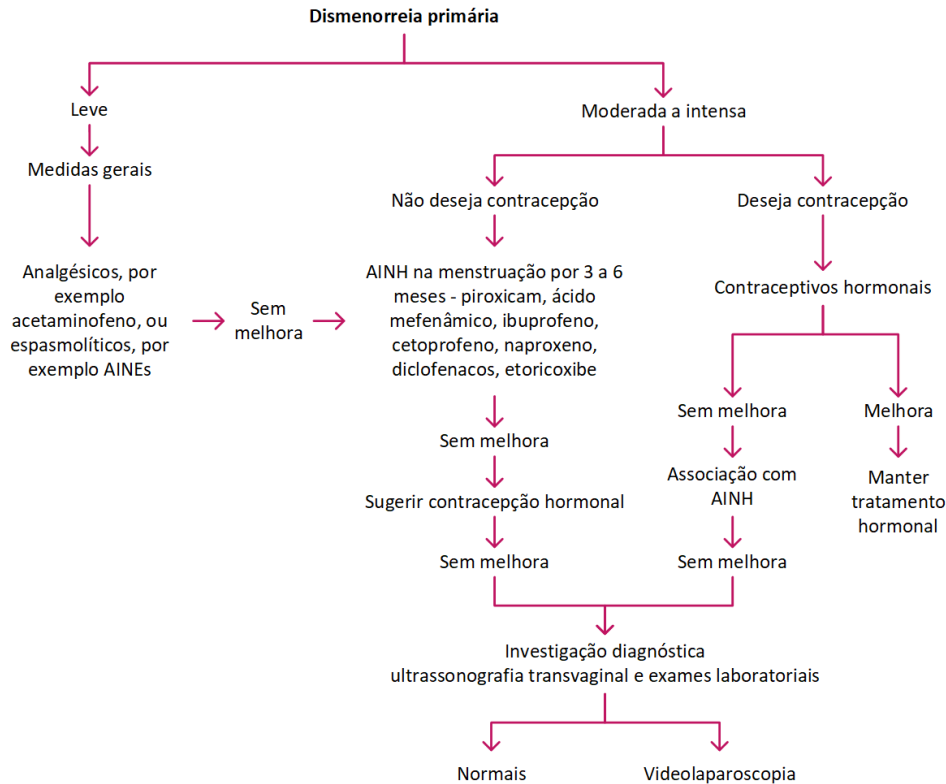 Dismenorreia primária
Leve
Moderada a intensa
Medidas gerais
Não deseja contracepção
Deseja contracepção
Analgésicos, por
exemplo
acetaminofeno, ou
espasmolíticos, por
exemplo AINEs
Sem
melhora
AINH na menstruação por 3 a 6
meses - piroxicam, ácido
mefenâmico, ibuprofeno,
cetoprofeno, naproxeno,
diclofenacos, etoricoxibe
Contraceptivos hormonais
Sem melhora
Sugerir contracepção hormonal
Sem melhora
Sem melhora
Associação com
AINH
Sem melhora
Melhora
Manter
tratamento
hormonal
Investigação diagnóstica
ultrassonografia transvaginal e exames laboratoriais
Normais
Videolaparoscopia